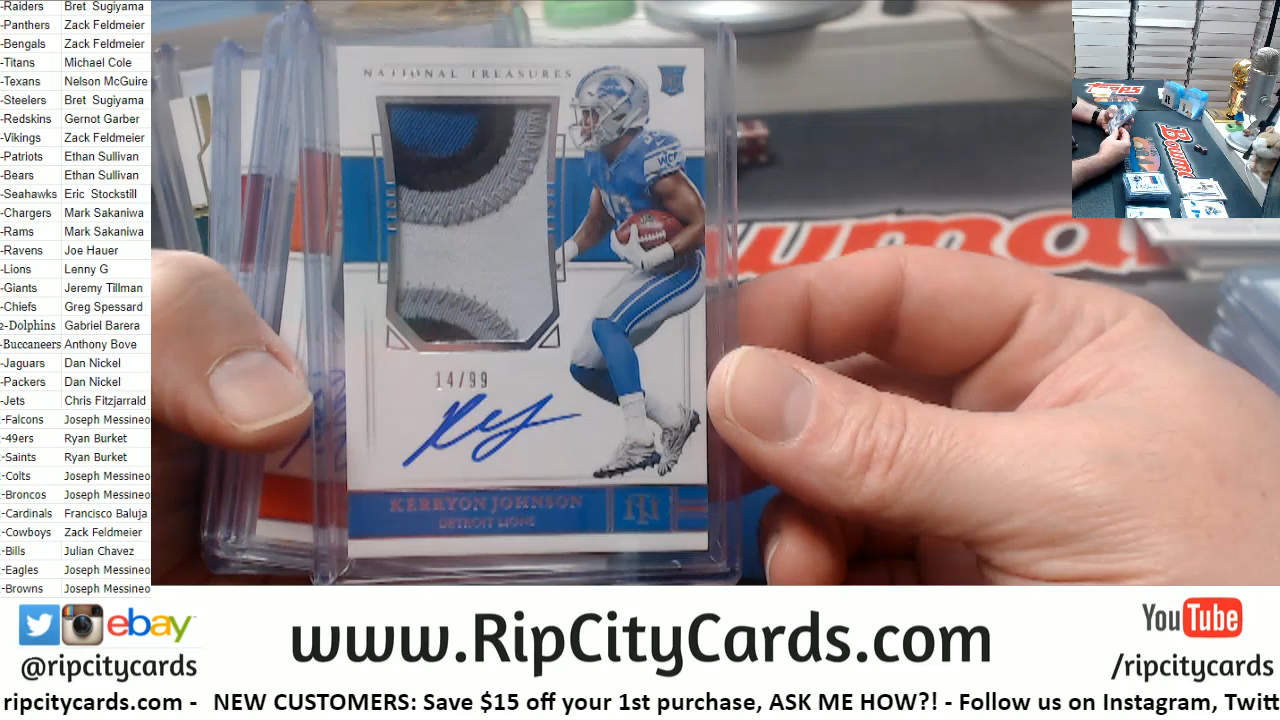 -Raiders Bret Sugiyama
-Panthers Zack Feldmeier
-Bengals Zack Feldmeier
-Titans Michael Cole
-Texans Nelson McGuire
-Steelers Bret Sugiyama
-Redskins Gernot Garber
-Vikings Zack Feldmeier
-Patriots Ethan Sullivan
-Bears Ethan Sullivan
-Seahawks Eric Stockstill
-Chargers Mark Sakaniwa
-Rams Mark Sakaniwa
-Ravens Joe Hauer
-Lions Lenny G
-Giants Jeremy Tillman
-Chiefs Greg Spessard
-Dolphins Gabriel Barera
-Buccaneers Anthony Bove
-Jaguars Dan Nickel
-Packers Dan Nickel
-Jets Chris Fitzjarrald
-Falcons Joseph Messineo
-49ers Ryan Burket
-Saints Ryan Burket
-Colts Joseph Messineo
-Broncos Joseph Messineo
-Cardinals Francisco Baluja
-Cowboys Zack Feldmeier
-Bills Julian Chavez
-Eagles Joseph Messineo
-Browns Joseph Messineo
NATIONAL TREASURES
RC
WCF
14/99
KERRYON JOHNSON
DETROIT LIONS
NT
TOPPS
Bowman
ebay
@ripcitycards
www.RipCityCards.com
YouTube
/ripcitycards
ripcitycards.com - NEW CUSTOMERS: Save $15 off your 1st purchase, ASK ME HOW?! - Follow us on Instagram, Twitt